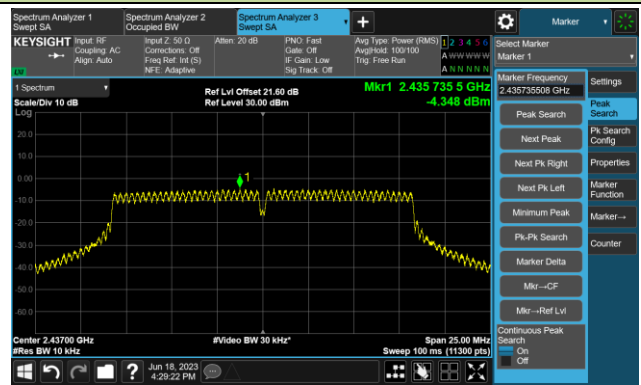 Spectrum Analyzer 1
Swept SA
Spectrum Analyzer 2
Occupied BW
Spectrum Analyzer 3
Swept SA
Marker
KEYSIGHT
Input: RF
Coupling: AC
Align: Auto
Input Z: 50 Ω
Corrections: Off
Freq Ref: Int (S)
NFE: Adaptive
Atten: 20 dB
PNO: Fast
Gate: Off
IF Gain: Low
Sig Track: Off
Avg Type: Power (RMS)
Avg|Hold: 100/100
Trig: Free Run
1 2 3 4 5 6
A W W W W W
A N N N N N
Select Marker
Marker 1
1 Spectrum
Scale/Div 10 dB
Log
Ref Lvl Offset 21.60 dB
Ref Level 30.00 dBm
Mkr1 2.435 735 5 GHz
-4.348 dBm
20.0
10.0
0.00
-10.0
-20.0
-30.0
-40.0
-50.0
-60.0
1
Center 2.43700 GHz
#Res BW 10 kHz
#Video BW 30 kHz*
Span 25.00 MHz
Sweep 100 ms (11300 pts)
Marker Frequency
2.435735508 GHz
Peak Search
Next Peak
Next Pk Right
Next Pk Left
Minimum Peak
Pk-Pk Search
Marker Delta
Mkr→CF
Mkr→Ref Lvl
Continuous Peak
Search
On
Off
Settings
Peak
Search
Pk Search
Config
Properties
Marker
Function
Marker→
Counter
?
Jun 18, 2023
4:29:22 PM